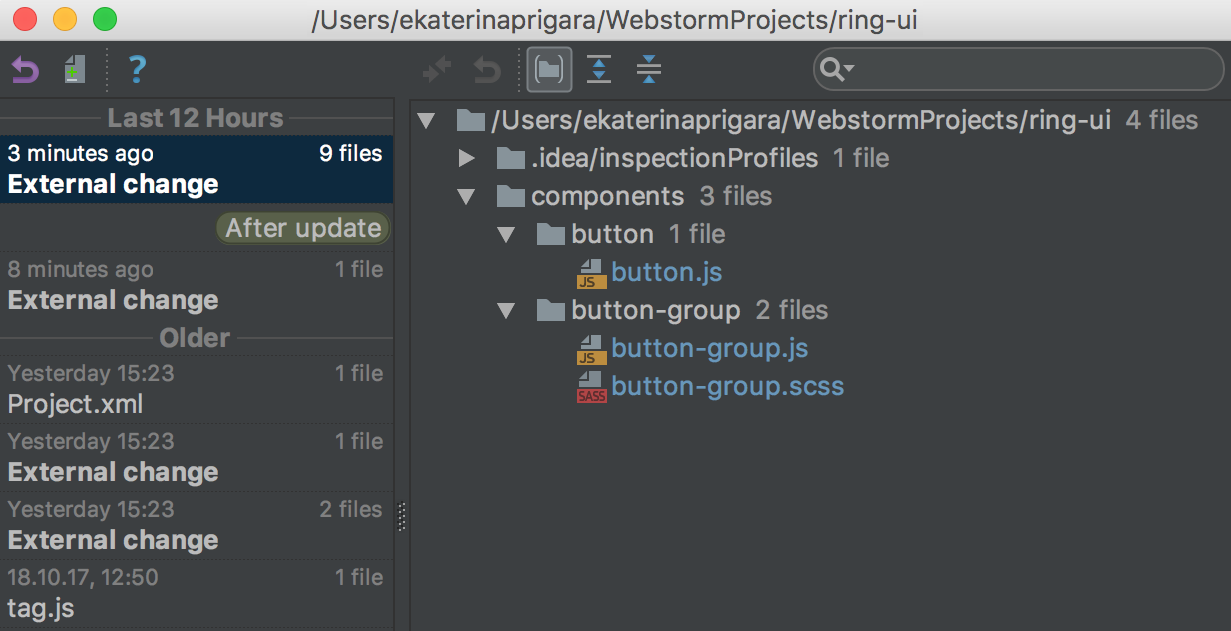 /Users/ekaterinaprigara/WebstormProjects/ring-ui
?
Last 12 Hours
3 minutes ago 9 files
External change
After update
8 minutes ago 1 file
External change
Older
Yesterday 15:23 1 file
Project.xml
Yesterday 15:23 1 file
External change
Yesterday 15:23 2 files
External change
18.10.17, 12:50 1 file
tag.js
/Users/ekaterinaprigara/WebstormProjects/ring-ui 4 files
.idea/inspectionProfiles 1 file
components 3 files
button 1 file
JS button.js
button-group 2 files
JS button-group.js
SASS button-group.scss